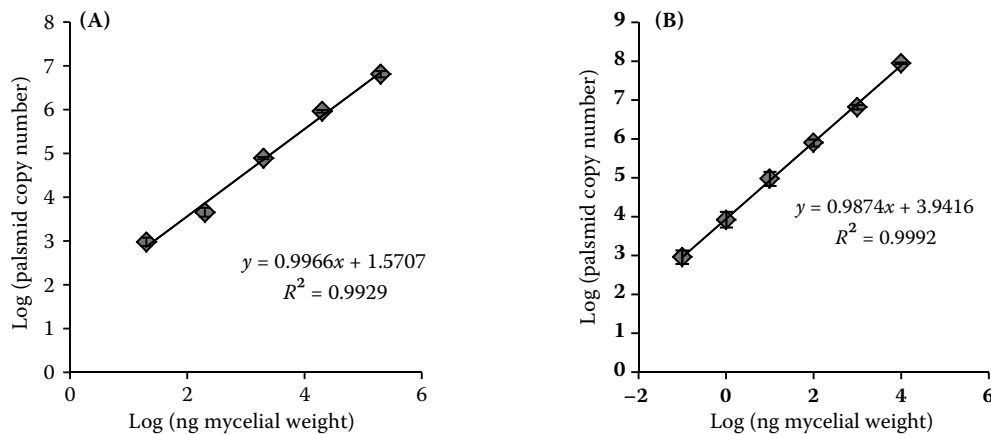 (A)
Log (palsmid copy number)
8
7
6
5
4
3
2
1
0
y = 0.9966x + 1.5707
R² = 0.9929
0 2 4 6
Log (ng mycelial weight)
(B)
Log (palsmid copy number)
9
8
7
6
5
4
3
2
1
0
y = 0.9874x + 3.9416
R² = 0.9992
−2 0 2 4 6
Log (ng mycelial weight)